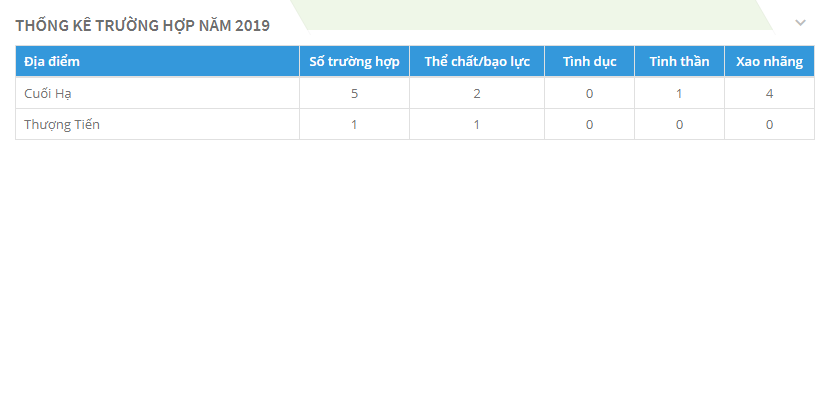 THỐNG KÊ TRƯỜNG HỢP NĂM 2019
Địa điểm Số trường hợp Thể chất/bạo lực Tình dục Tinh thần Xao nhãng
Cuối Hạ 5 2 0 1 4
Thượng Tiến 1 1 0 0 0